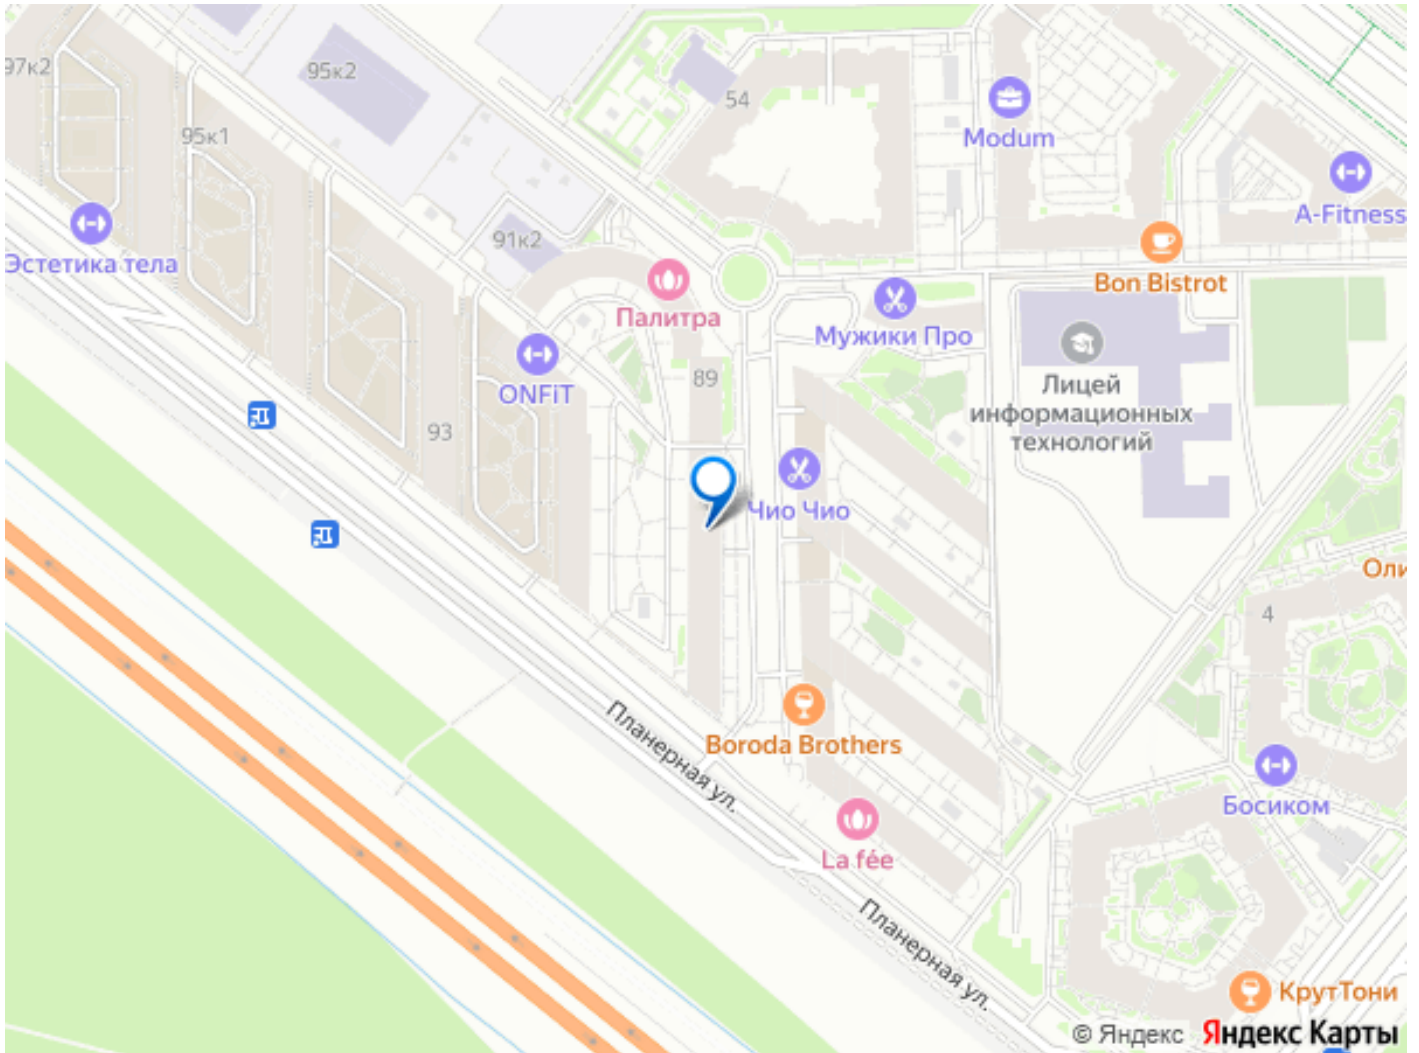 97к2
95к2
54
Modum
95к1
A-Fitness
91к2
Эстетика тела
Bon Bistrot
Палитра
Мужики Про
89
ONFiT
Лицей
информационных
технологий
93
Чио Чио
Оли
4
Планерная ул.
Boroda Brothers
Босиком
La fée
Планерная ул.
КрутТони
© Яндекс Яндекс Карты